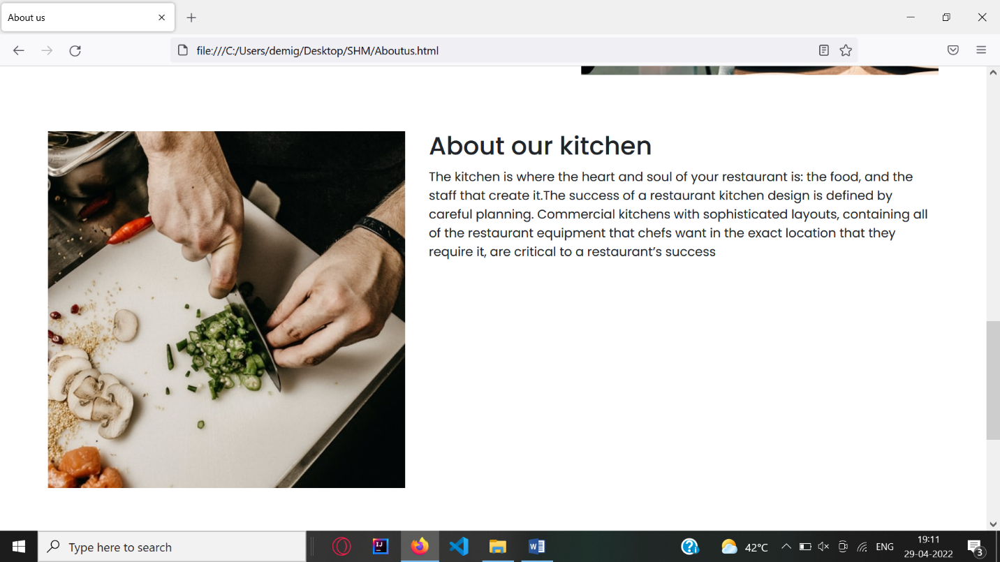 About us
file:///C:/Users/demig/Desktop/SHM/Aboutus.html
About our kitchen
The kitchen is where the heart and soul of your restaurant is: the food, and the
staff that create it.The success of a restaurant kitchen design is defined by
careful planning. Commercial kitchens with sophisticated layouts, containing all
of the restaurant equipment that chefs want in the exact location that they
require it, are critical to a restaurant’s success
Type here to search
IJ
W
42°C
ENG
19:11
29-04-2022
3